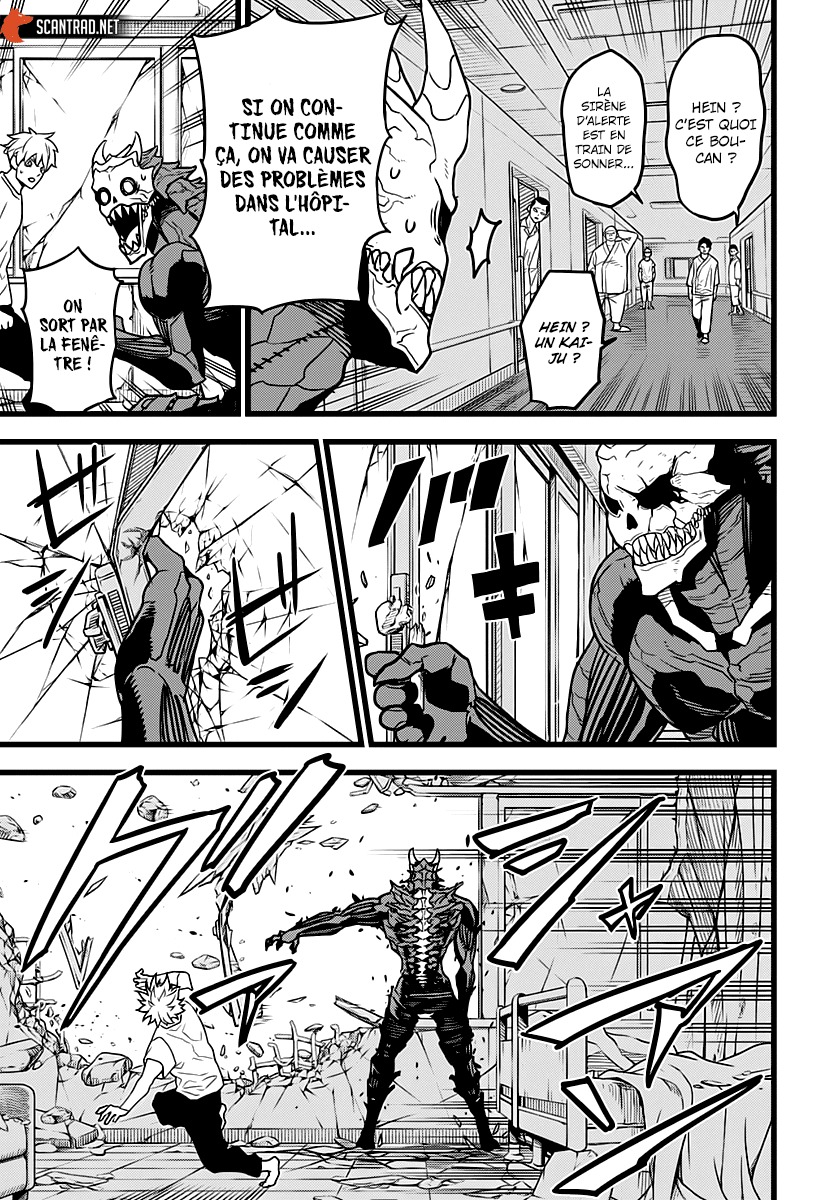 SCANTRAD.NET
HEIN ?
C'EST QUOI
CE BOU-
CAN ?
LA
SIRÈNE
D'ALERTE
EST EN
TRAIN DE
SONNER...
HEIN ?
UN KAI-
JU ?
SI ON CON-
TINUE COMME
ÇA, ON VA CAUSER
DES PROBLÈMES
DANS L'HÔPI-
TAL...
ON
SORT PAR
LA FENÊ-
TRE !